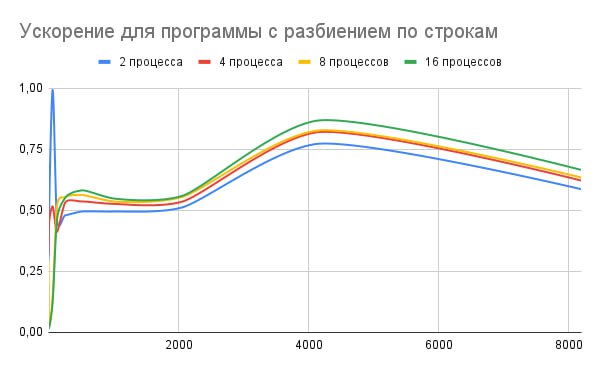 Ускорение для программы с разбиением по строкам
2 процесса 4 процесса 8 процессов 16 процессов
1,00
0,75
0,50
0,25
0,00
2000 4000 6000 8000